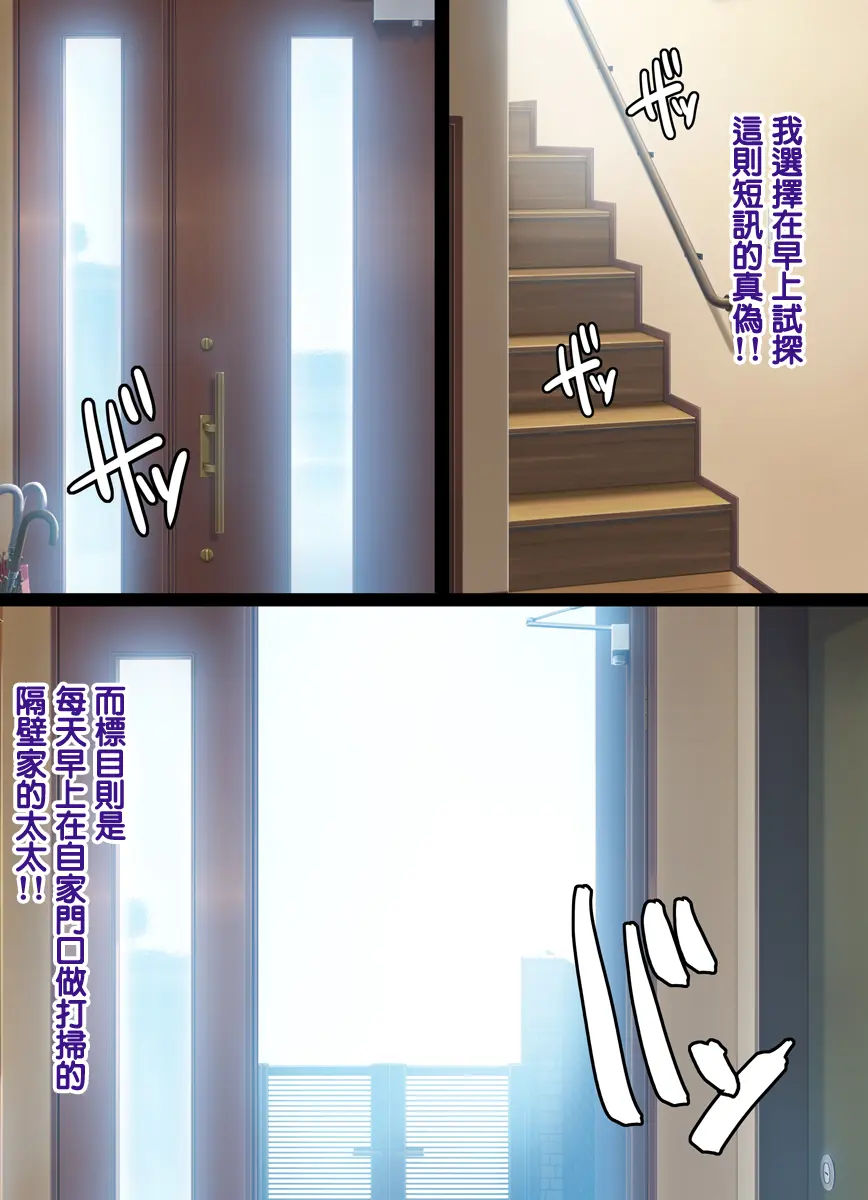 我選擇在早上試探
這則短訊的真偽!!
ザッ
ザッ
ザッ
而標目則是
每天早上在自家門口做打掃的
隔壁家的太太!!
バンッ